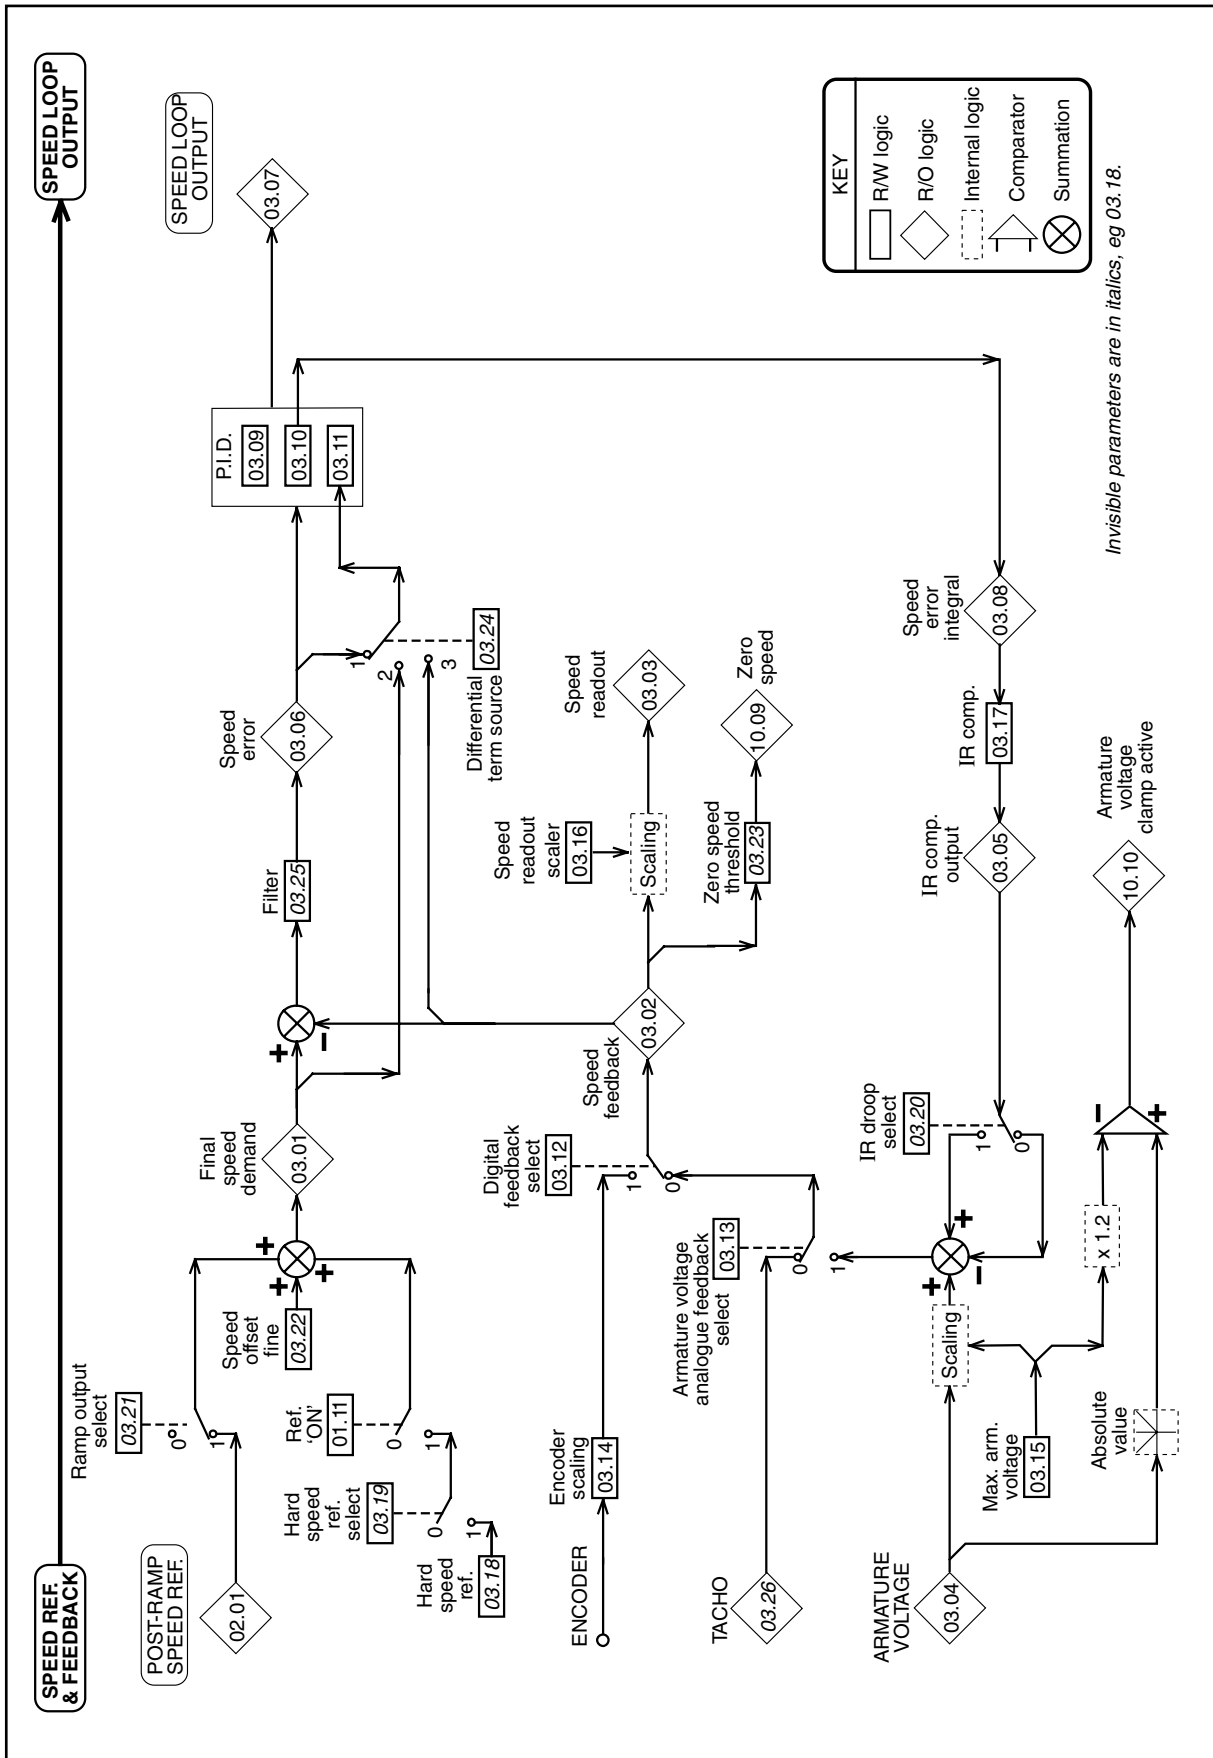 SPEED REF.
& FEEDBACK
SPEED LOOP
OUTPUT
POST-RAMP
SPEED REF.
02.01
Ramp output
select
03.21
0
1
Hard
speed
ref.
select
03.19
0
1
Hard
speed
ref.
03.18
Ref.
'ON'
01.11
0
1
Speed
offset
fine
03.22
+
+
+
Final
speed
demand
03.01
+
−
Filter
03.25
Speed
error
03.06
1
2
3
03.24
Differential
term source
P.I.D.
03.09
03.10
03.11
SPEED LOOP
OUTPUT
03.07
ENCODER
Encoder
scaling
03.14
Digital
feedback
select
03.12
1
0
Speed
feedback
03.02
Speed
readout
scaler
03.16
Scaling
Speed
readout
03.03
Zero speed
threshold
03.23
Zero
speed
10.09
TACHO
03.26
Armature voltage
analogue feedback
select
03.13
0
1
ARMATURE
VOLTAGE
03.04
Max. arm.
voltage
03.15
Scaling
+
+
−
IR droop
select
03.20
1
0
IR comp.
output
03.05
IR comp.
03.17
Speed
error
integral
03.08
Absolute
value
x 1.2
−
+
10.10
Armature
voltage
clamp active
KEY
R/W logic
R/O logic
Internal logic
Comparator
Summation
Invisible parameters are in italics, eg 03.18.